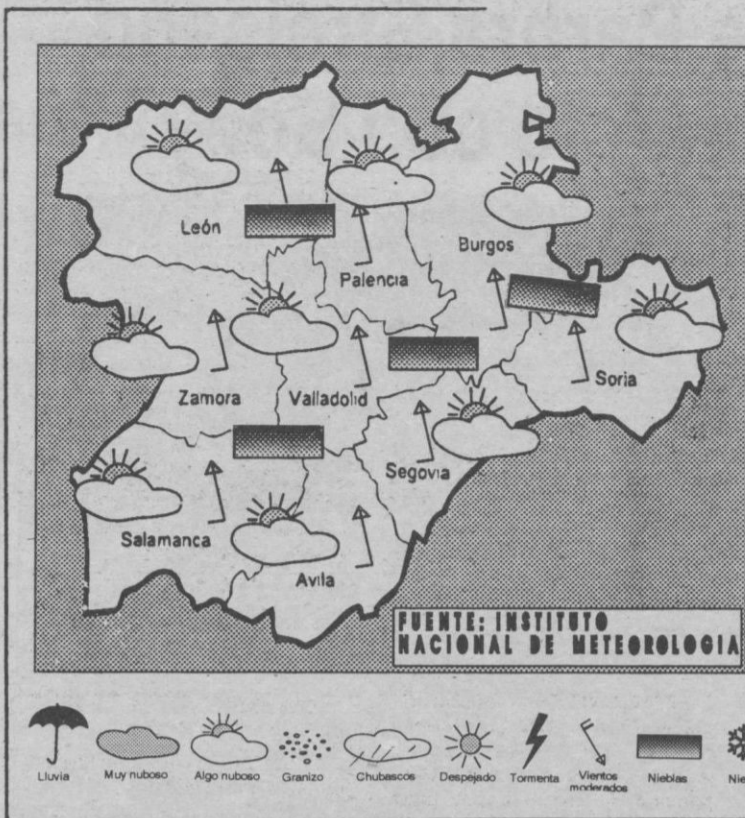 León
Palencia
Burgos
Zamora
Valladolid
Soria
Segovia
Salamanca
Avila
FUENTE: INSTITUTO
NACIONAL DE METEOROLOGIA
Lluvia
Muy nuboso
Algo nuboso
Granizo
Chubascos
Despejado
Tormenta
Vientos
moderados
Nieblas